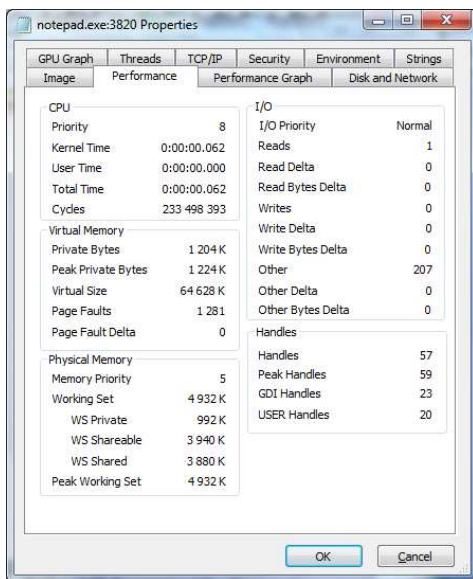 notepad.exe:3820 Properties
GPU Graph Threads TCP/IP Security Environment Strings
Image Performance Performance Graph Disk and Network
CPU
Priority 8
Kernel Time 0:00:00.062
User Time 0:00:00.000
Total Time 0:00:00.062
Cycles 233 498 393
Virtual Memory
Private Bytes 1 204 K
Peak Private Bytes 1 224 K
Virtual Size 64 628 K
Page Faults 1 281
Page Fault Delta 0
Physical Memory
Memory Priority 5
Working Set 4 932 K
WS Private 992 K
WS Shareable 3 940 K
WS Shared 3 880 K
Peak Working Set 4 932 K
I/O
I/O Priority Normal
Reads 1
Read Delta 0
Read Bytes Delta 0
Writes 0
Write Delta 0
Write Bytes Delta 0
Other 207
Other Delta 0
Other Bytes Delta 0
Handles
Handles 57
Peak Handles 59
GDI Handles 23
USER Handles 20
OK Cancel